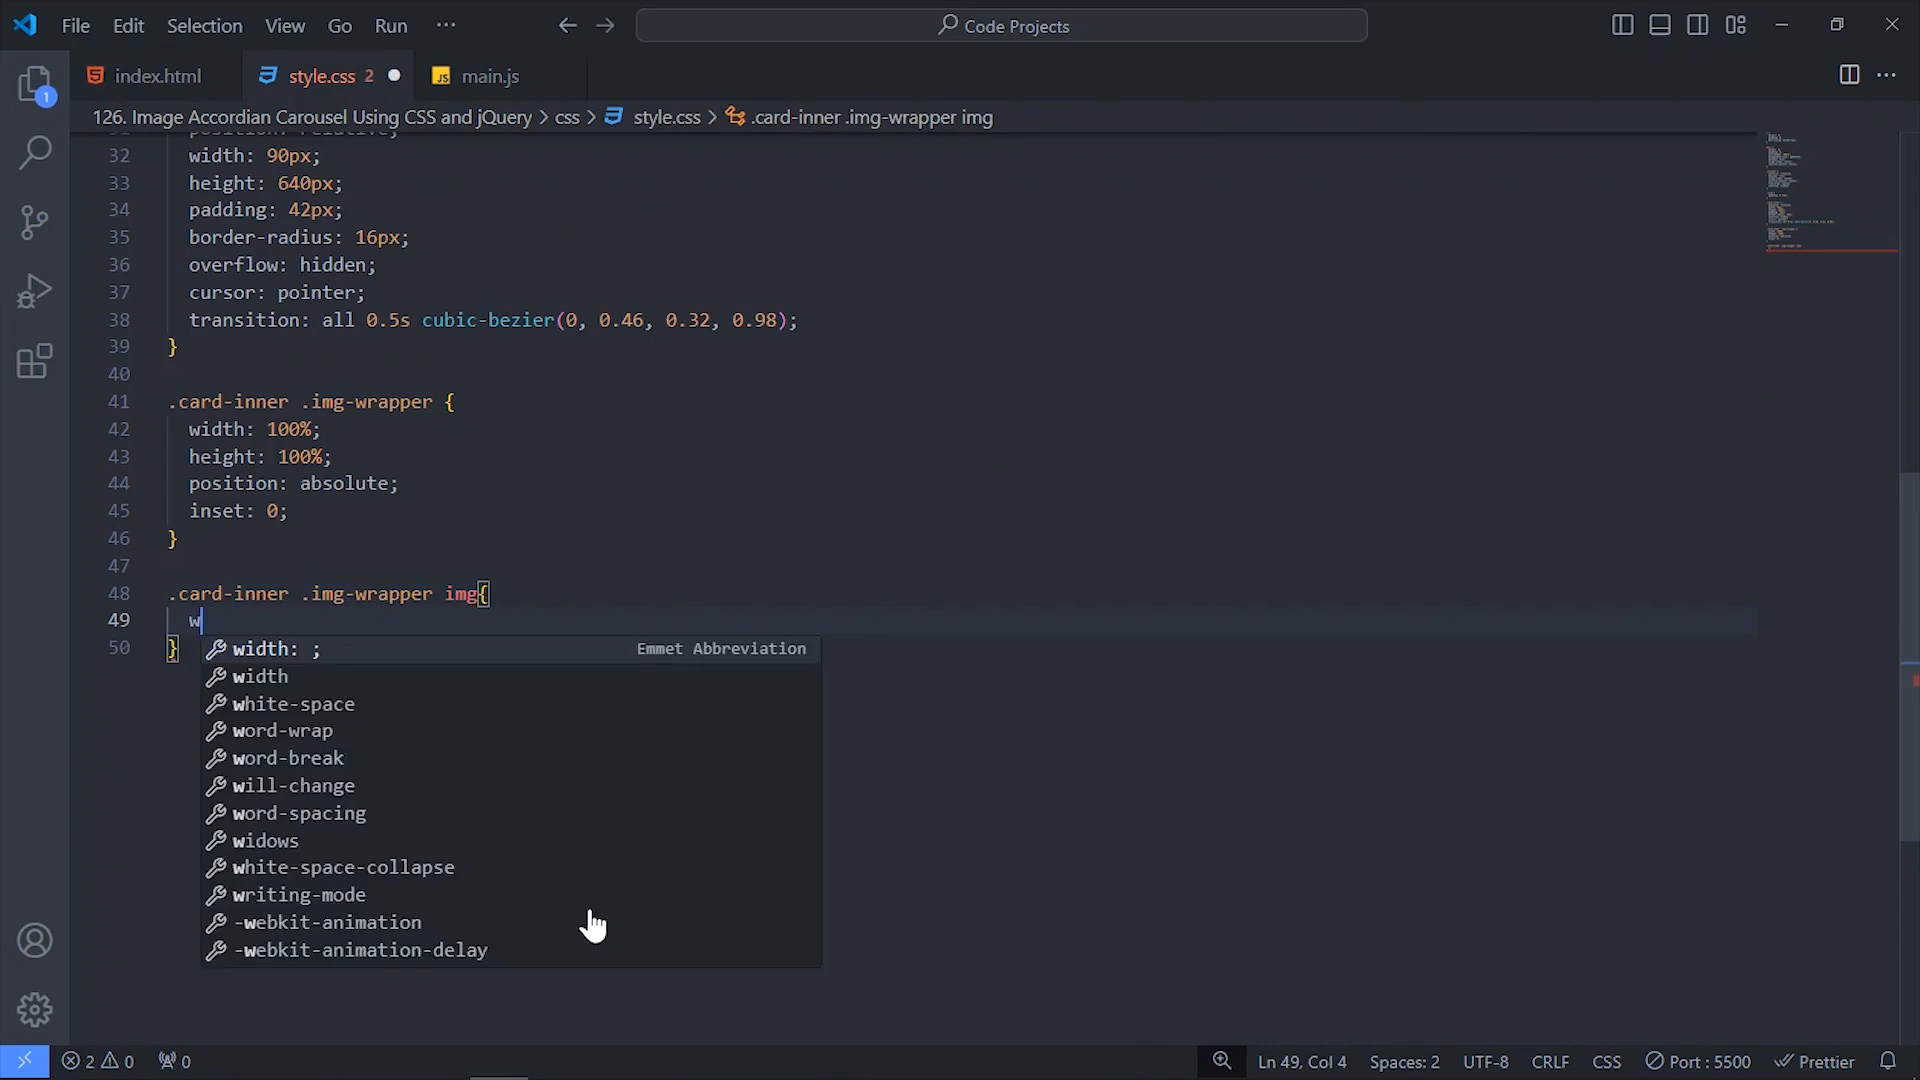 File Edit Selection View Go Run ··· Code Projects
index.html style.css 2 JS main.js
126. Image Accordian Carousel Using CSS and jQuery > css > style.css > .card-inner .img-wrapper img
position: relative;
32 width: 90px;
33 height: 640px;
34 padding: 42px;
35 border-radius: 16px;
36 overflow: hidden;
37 cursor: pointer;
38 transition: all 0.5s cubic-bezier(0, 0.46, 0.32, 0.98);
39 }
40
41 .card-inner .img-wrapper {
42 width: 100%;
43 height: 100%;
44 position: absolute;
45 inset: 0;
46 }
47
48 .card-inner .img-wrapper img{
49 w
50 }
width: ; Emmet Abbreviation
width
white-space
word-wrap
word-break
will-change
word-spacing
widows
white-space-collapse
writing-mode
-webkit-animation
-webkit-animation-delay
1
2 0 0 Ln 49, Col 4 Spaces: 2 UTF-8 CRLF CSS Port : 5500 Prettier